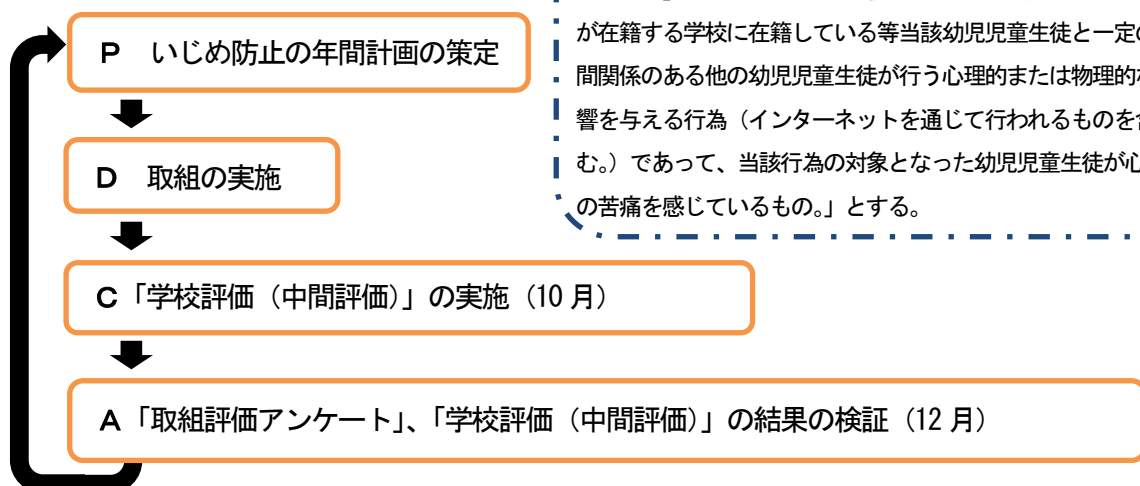 が在籍する学校に在籍している等当該幼児児童生徒と一定の
間関係のある他の幼児児童生徒が行う心理的または物理的な
響を与える行為（インターネットを通じて行われるものを含
む。）であって、当該行為の対象となった幼児児童生徒が心
の苦痛を感じているもの。」とする。
P　いじめ防止の年間計画の策定
D　取組の実施
C「学校評価（中間評価）」の実施（10 月）
A「取組評価アンケート」、「学校評価（中間評価）」の結果の検証（12 月）